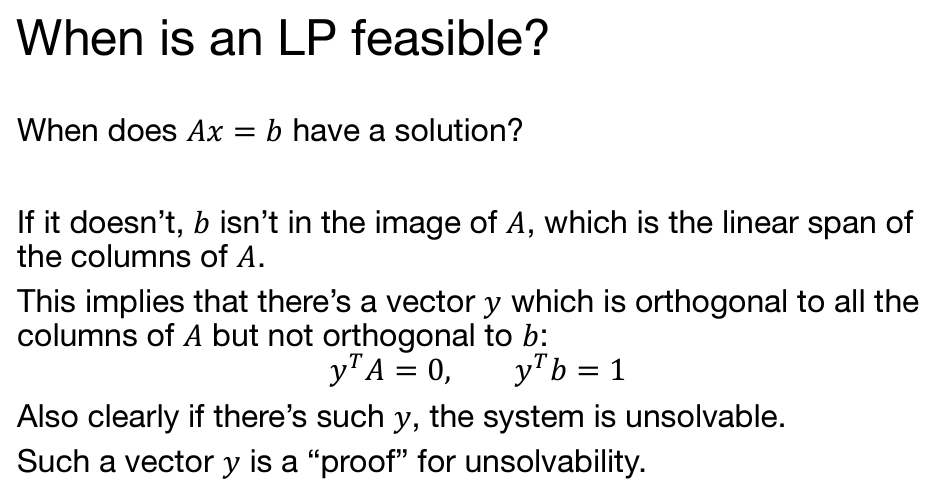 When is an LP feasible?
When does Ax = b have a solution?
If it doesn’t, b isn’t in the image of A, which is the linear span of
the columns of A.
This implies that there’s a vector y which is orthogonal to all the
columns of A but not orthogonal to b:
yᵀA = 0, yᵀb = 1
Also clearly if there’s such y, the system is unsolvable.
Such a vector y is a “proof” for unsolvability.